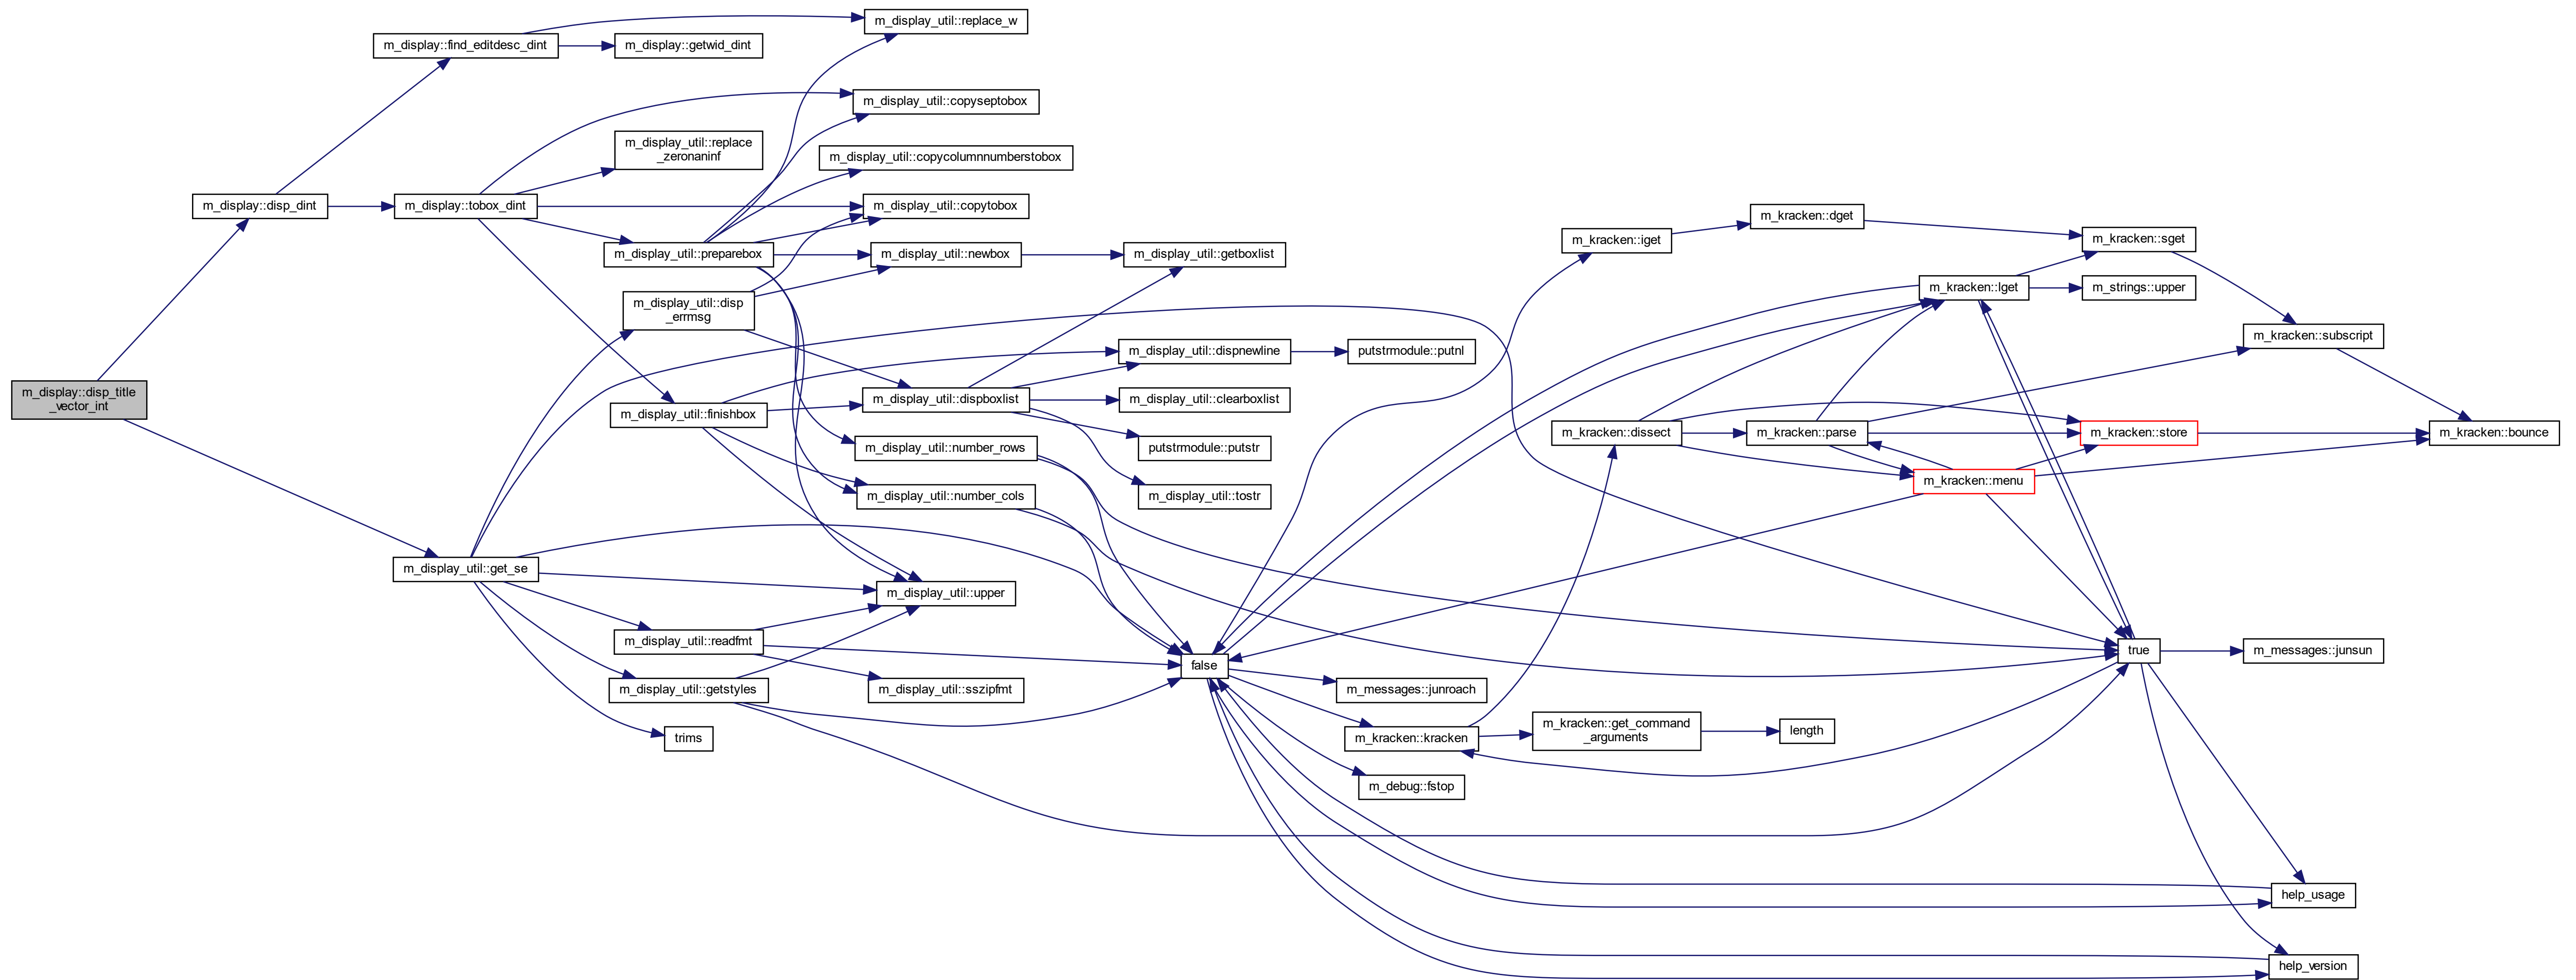 m_display_util::replace_w
m_display::find_editdesc_dint
m_display::getwid_dint
m_display_util::copyseptobox
m_display_util::replace
_zeronaninf
m_display_util::copycolumnnumberstobox
m_display::disp_dint
m_display::tobox_dint
m_display_util::copytobox
m_kracken::dget
m_kracken::iget
m_kracken::sget
m_display_util::preparebox
m_display_util::newbox
m_display_util::getboxlist
m_kracken::lget
m_strings::upper
m_display_util::disp
_errmsg
m_kracken::subscript
m_display_util::dispnewline
putstrmodule::putnl
m_display::disp_title
_vector_int
m_display_util::dispboxlist
m_display_util::clearboxlist
m_display_util::finishbox
m_kracken::dissect
m_kracken::parse
m_kracken::store
m_kracken::bounce
m_display_util::number_rows
putstrmodule::putstr
m_kracken::menu
m_display_util::number_cols
m_display_util::tostr
m_display_util::get_se
m_display_util::upper
m_display_util::readfmt
false
true
m_messages::junsun
m_display_util::getstyles
m_display_util::sszipfmt
m_messages::junroach
trims
m_kracken::kracken
m_kracken::get_command
_arguments
length
m_debug::fstop
help_usage
help_version